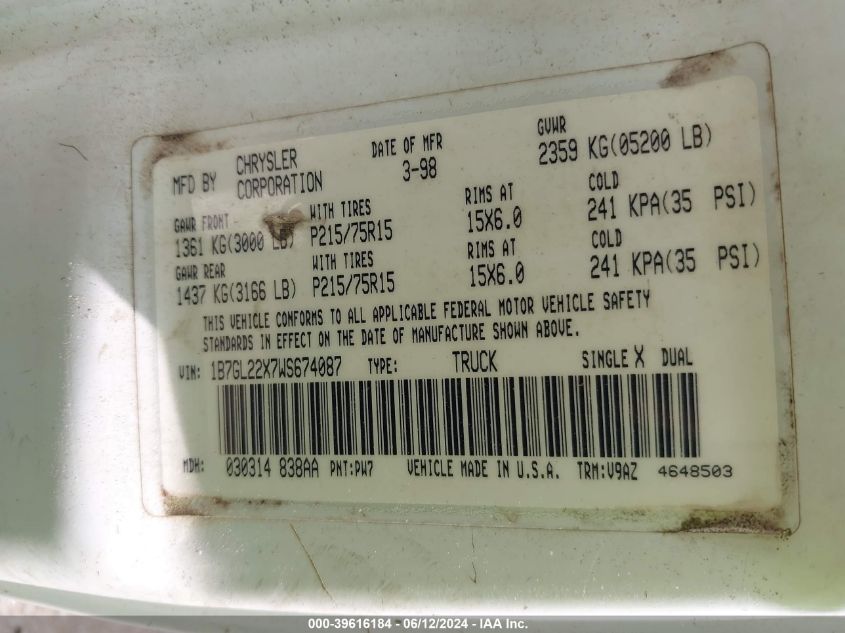 MFD BY CHRYSLER CORPORATION DATE OF MFR 3-98 GVWR 2359 KG(05200 LB)
GAWR FRONT WITH TIRES RIMS AT COLD
1361 KG(3000 LB) P215/75R15 15X6.0 241 KPA(35 PSI)
GAWR REAR WITH TIRES RIMS AT COLD
1437 KG(3166 LB) P215/75R15 15X6.0 241 KPA(35 PSI)
THIS VEHICLE CONFORMS TO ALL APPLICABLE FEDERAL MOTOR VEHICLE SAFETY
STANDARDS IN EFFECT ON THE DATE OF MANUFACTURE SHOWN ABOVE.
VIN: 1B7GL22X7WS674087 TYPE: TRUCK SINGLE X DUAL
MDH: 030314 838AA PNT:PW7 VEHICLE MADE IN U.S.A. TRM:V9AZ 4648503
000-39616184 - 06/12/2024 - IAA Inc.